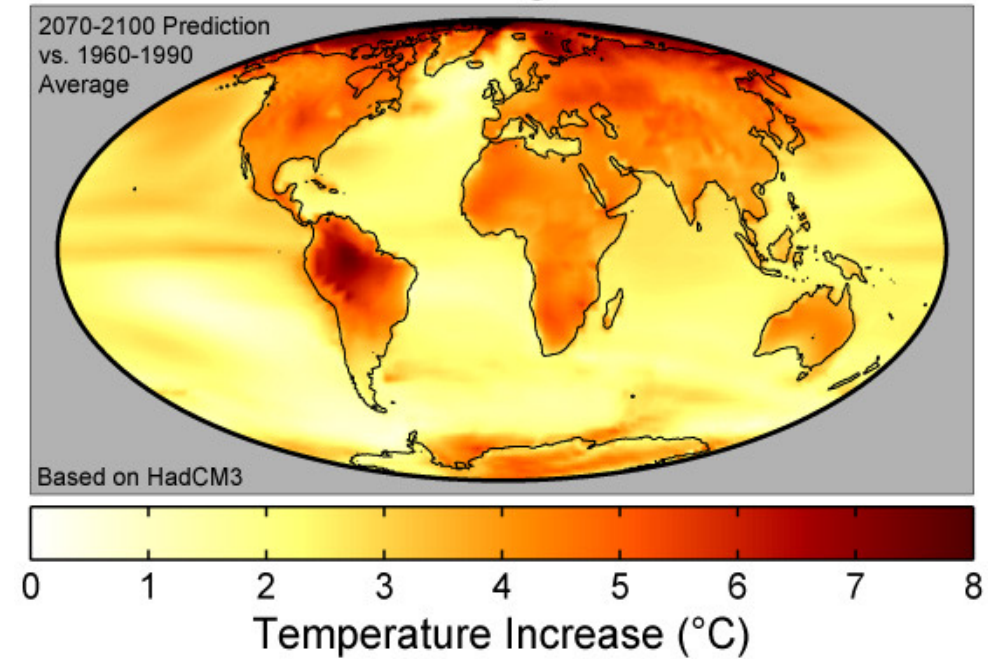 2070-2100 Prediction
vs. 1960-1990
Average
Based on HadCM3
0 1 2 3 4 5 6 7 8
Temperature Increase (°C)